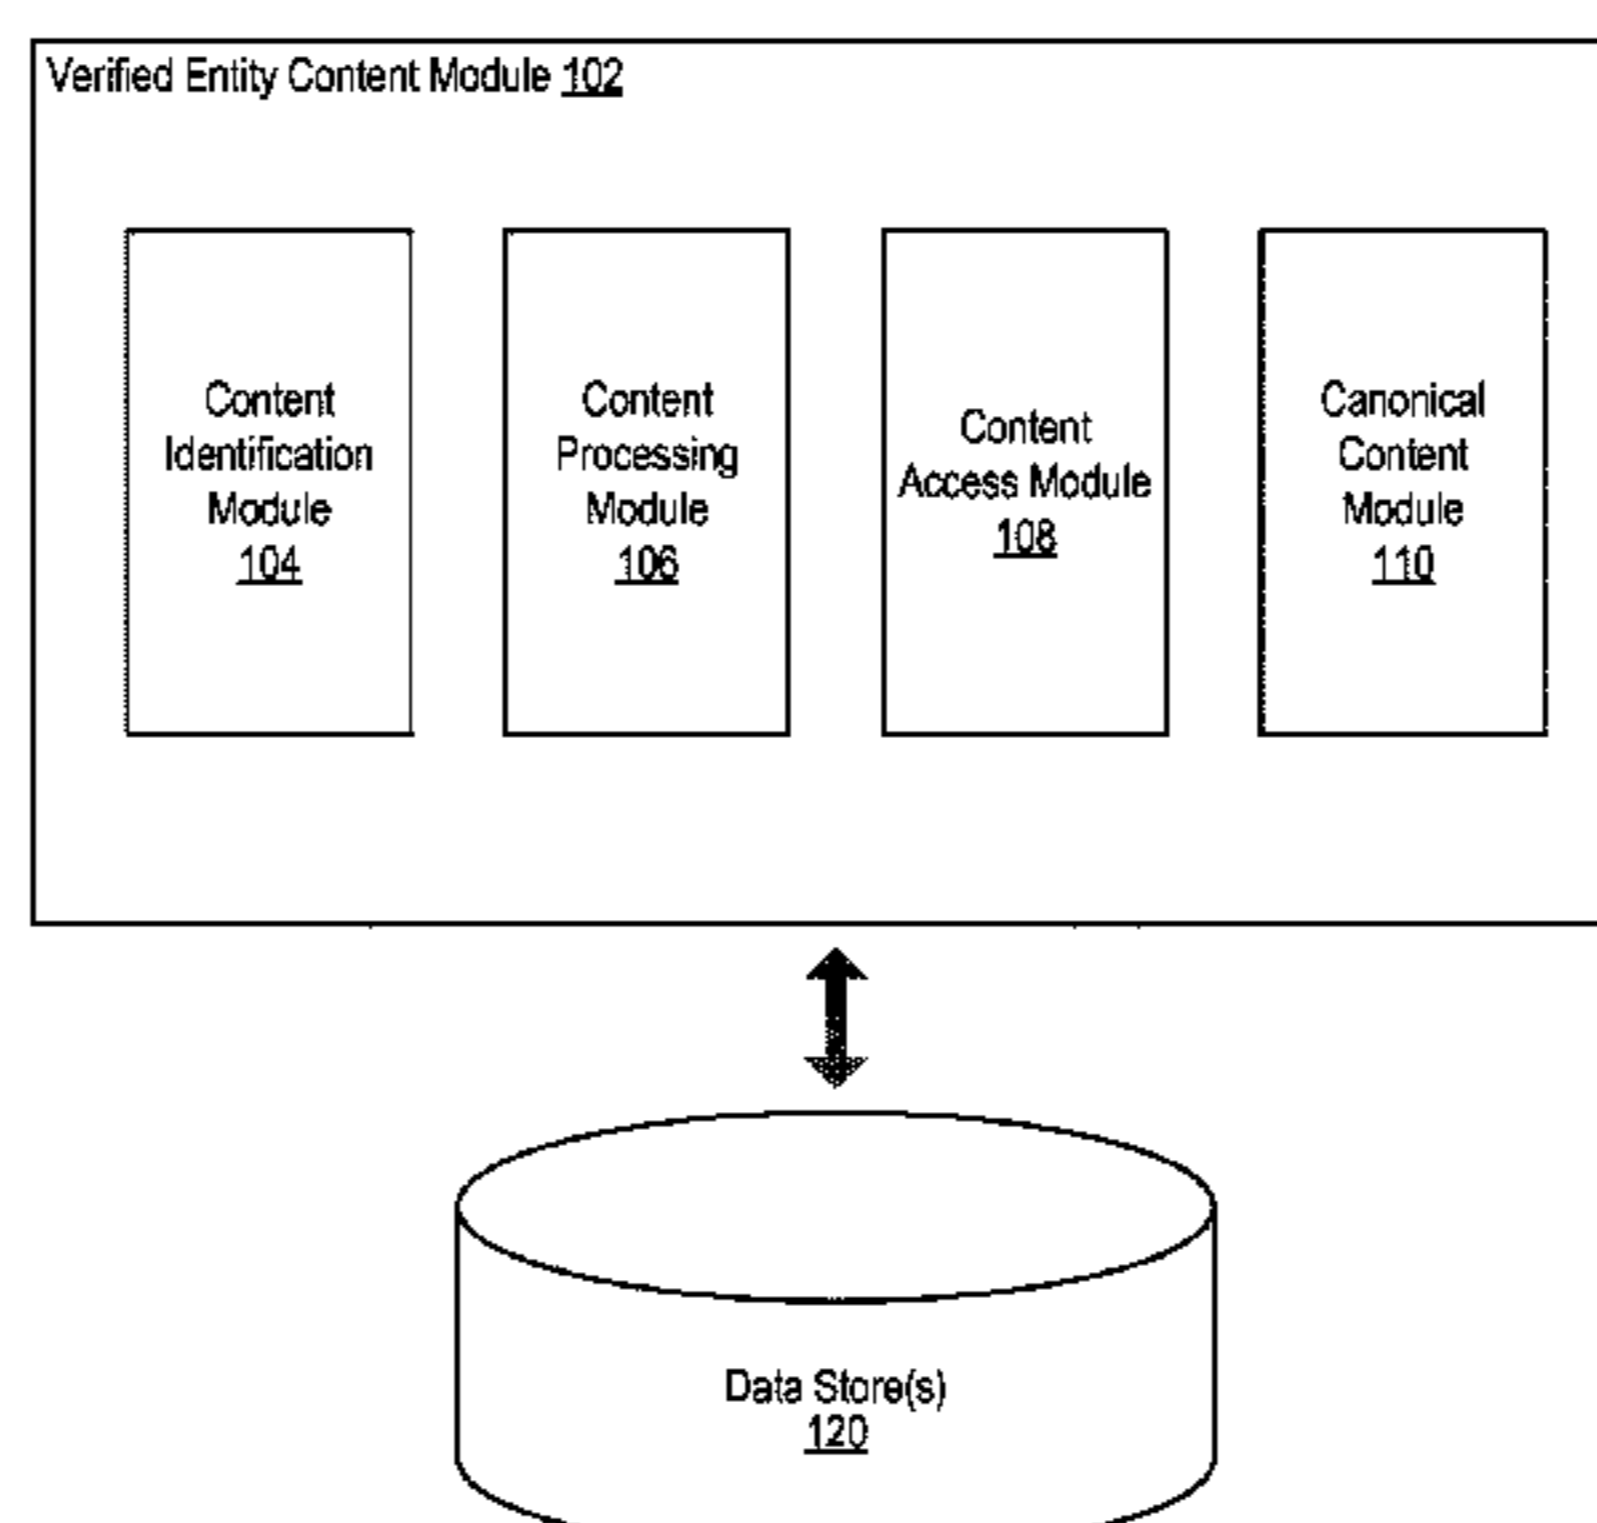 Verified Entity Content Module 102
Content
Identification
Module
104
Content
Processing
Module
106
Content
Access Module
108
Canonical
Content
Module
110
Data Store(s)
120